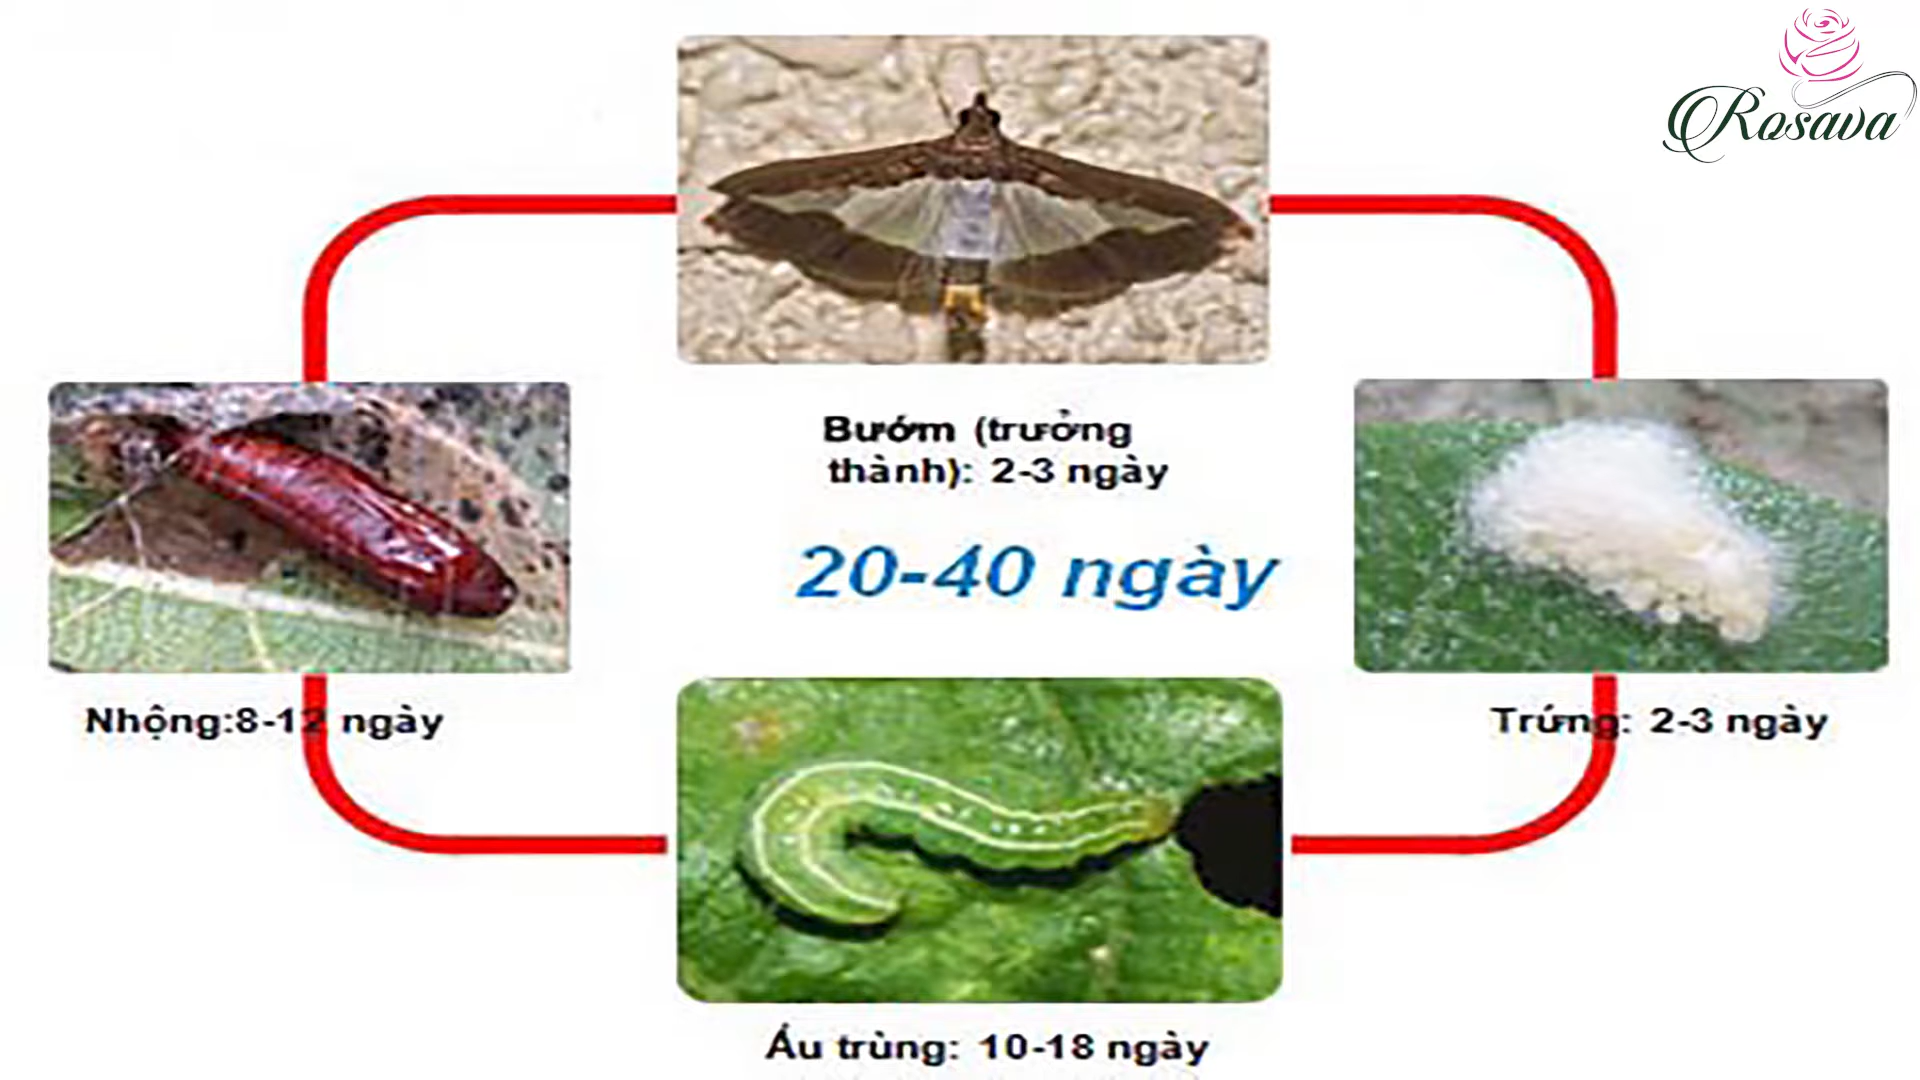 Rosava
Bướm (trưởng
thành): 2-3 ngày
20-40 ngày
Nhộng:8-12 ngày
Trứng: 2-3 ngày
Áu trùng: 10-18 ngày